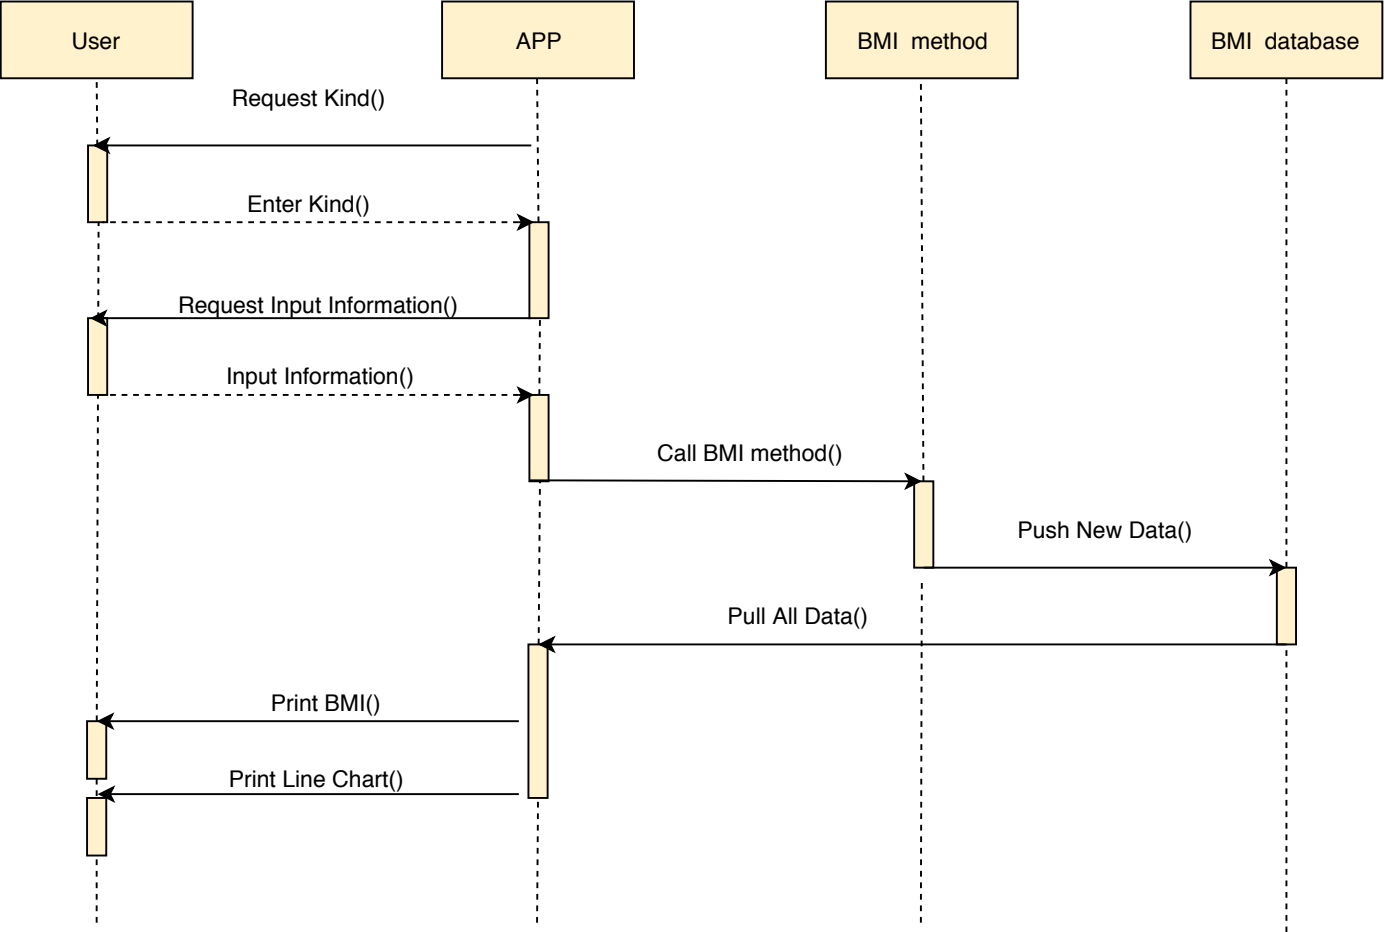 User
APP
BMI method
BMI database
Request Kind()
Enter Kind()
Request Input Information()
Input Information()
Call BMI method()
Push New Data()
Pull All Data()
Print BMI()
Print Line Chart()